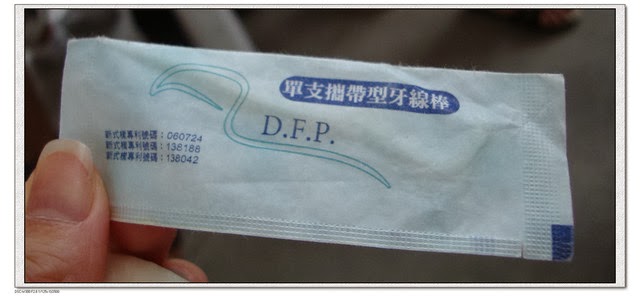 單支攜帶型牙線棒
D.F.P.
新式樣專利號碼：060724
新式樣專利號碼：138188
新式樣專利號碼：138042